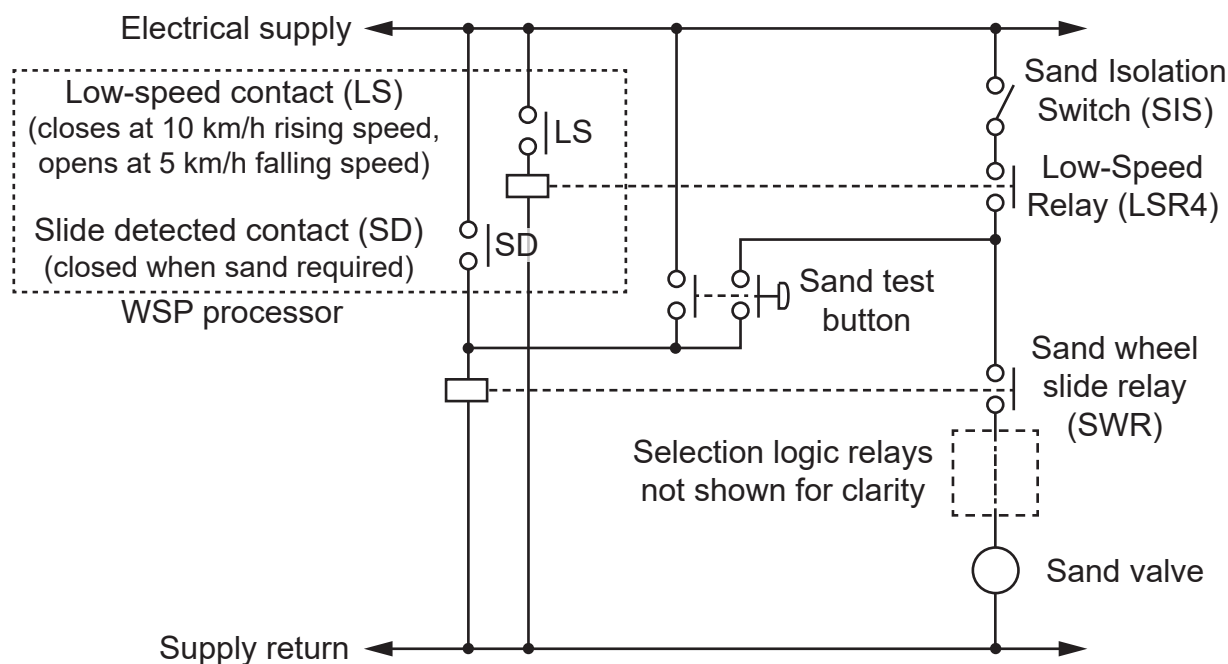 Electrical supply
Low-speed contact (LS)
(closes at 10 km/h rising speed,
opens at 5 km/h falling speed)
LS
Slide detected contact (SD)
(closed when sand required)
SD
WSP processor
Sand Isolation
Switch (SIS)
Low-Speed
Relay (LSR4)
Sand test
button
Sand wheel
slide relay
(SWR)
Selection logic relays
not shown for clarity
Sand valve
Supply return